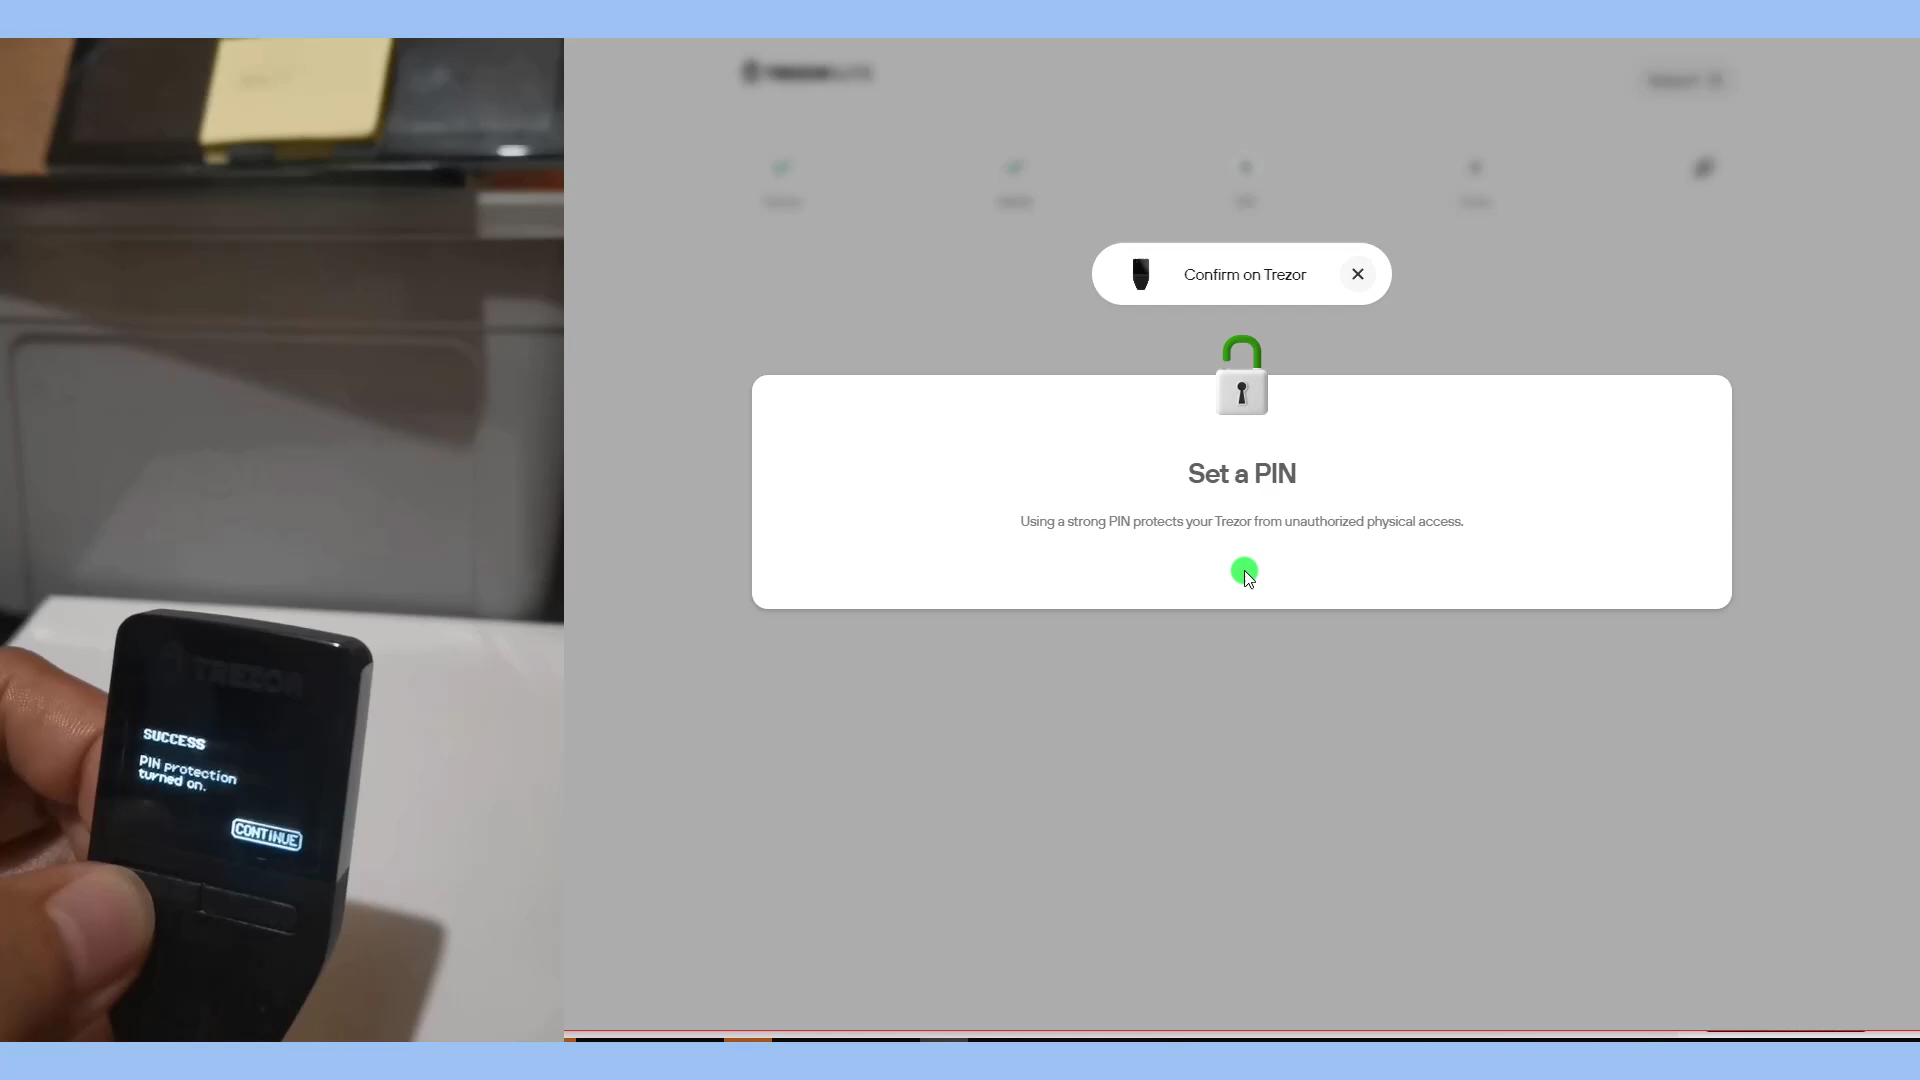 TREZOR
SUCCESS
PIN protection
turned on.
CONTINUE
Confirm on Trezor
Set a PIN
Using a strong PIN protects your Trezor from unauthorized physical access.